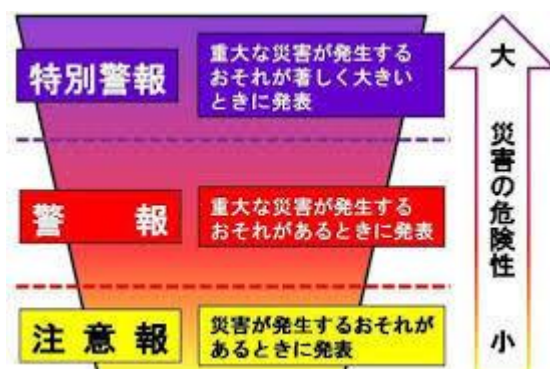 特別警報
重大な災害が発生する
おそれが著しく大きい
ときに発表
警報
重大な災害が発生する
おそれがあるときに発表
注意報
災害が発生するおそれが
あるときに発表
大
災害の危険性
小